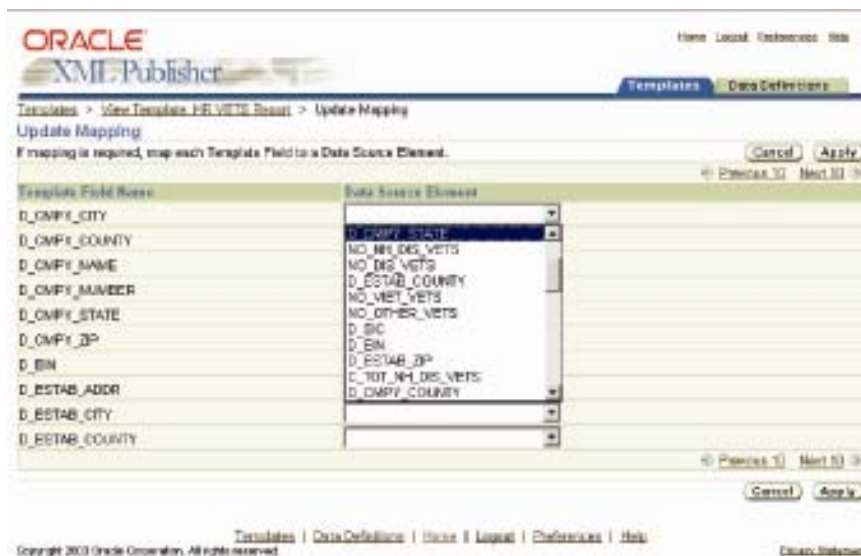 ORACLE
Home Logout Preferences Help
XML Publisher
Templates Data Definitions
Templates > View Template: HR VETS Report > Update Mapping
Update Mapping
If mapping is required, map each Template Field to a Data Source Element.
Cancel Apply
Previous 10 Next 10
Template Field Name Data Source Element
D_CMPY_CITY
D_CMPY_STATE
D_CMPY_COUNTY
NO_NH_DIS_VETS
D_CMPY_NAME
NO_DIS_VETS
D_ESTAB_COUNTY
D_CMPY_NUMBER
NO_VIET_VETS
D_CMPY_STATE
NO_OTHER_VETS
D_SIC
D_CMPY_ZIP
D_EIN
D_EIN
D_ESTAB_ZIP
D_ESTAB_ADDR
C_TOT_NH_DIS_VETS
D_CMPY_COUNTY
D_ESTAB_CITY
D_ESTAB_COUNTY
Previous 10 Next 10
Cancel Apply
Templates | Data Definitions | Home | Logout | Preferences | Help
Copyright 2003 Oracle Corporation. All rights reserved.
Privacy Statement